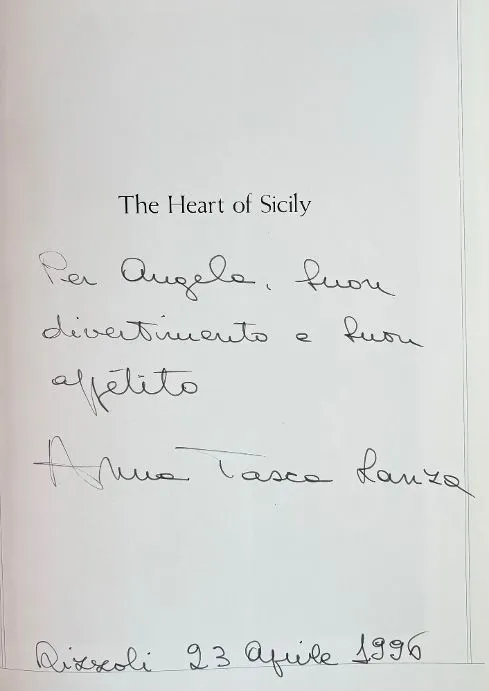 The Heart of Sicily
Per Angela, buon
divertimento e buon
appetito
Anna Tasca Lanza
Rizzoli 23 Aprile 1996